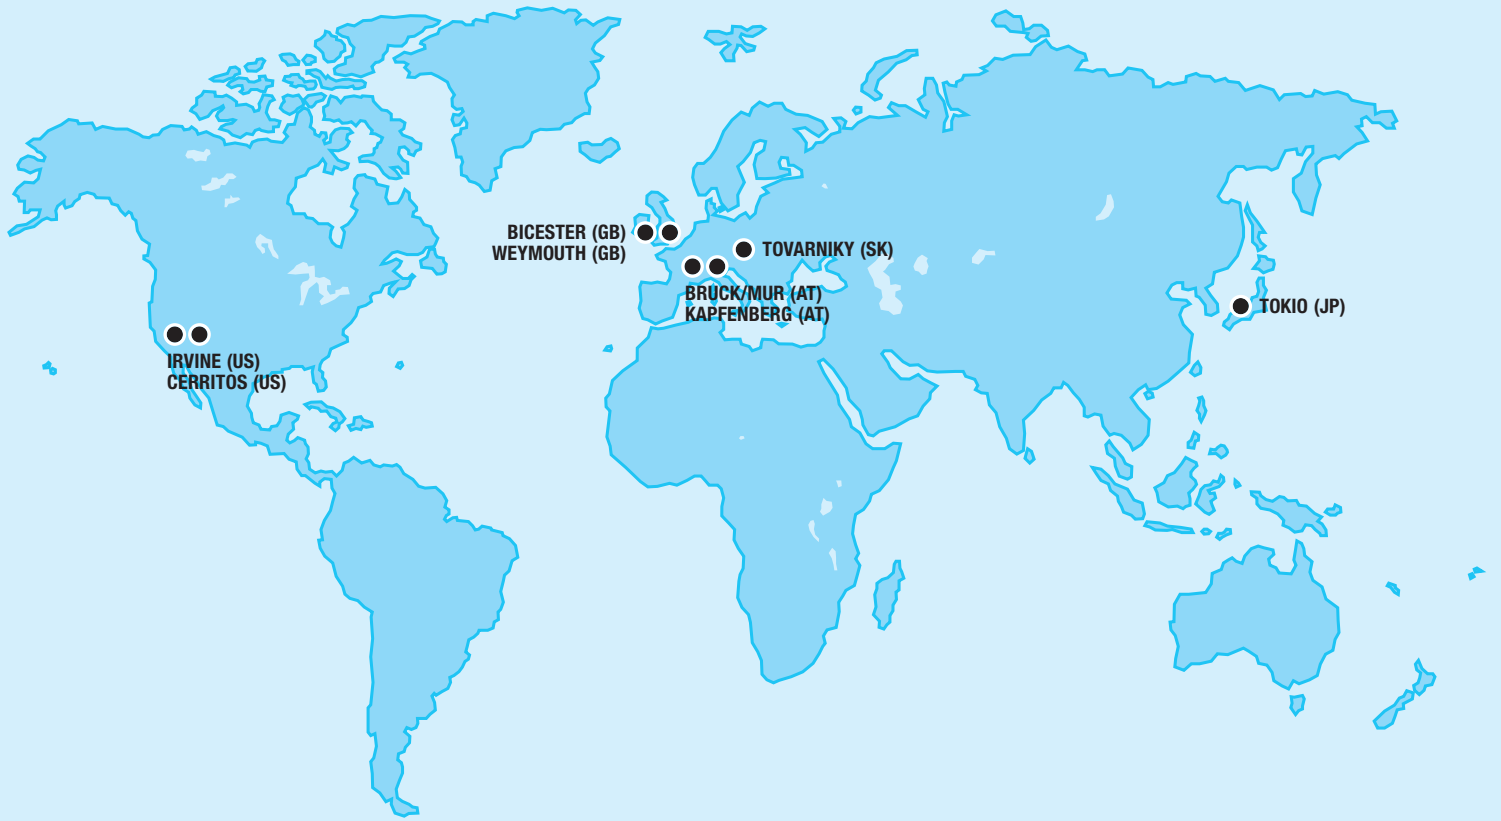 BICESTER (GB)
WEYMOUTH (GB)
TOVARNIKY (SK)
BRUCK/MUR (AT)
KAPFENBERG (AT)
TOKIO (JP)
IRVINE (US)
CERRITOS (US)